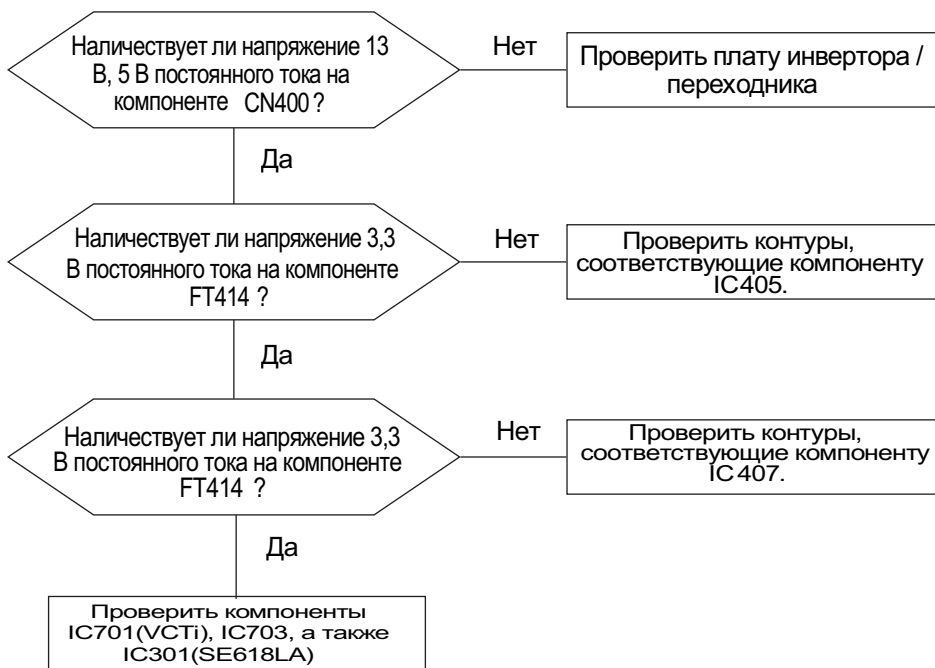 Наличествует ли напряжение 13
В, 5 В постоянного тока на
компоненте CN400 ?
Нет
Проверить плату инвертора /
переходника
Да
Наличествует ли напряжение 3,3
В постоянного тока на компоненте
FT414 ?
Нет
Проверить контуры,
соответствующие компоненту
IC405.
Да
Наличествует ли напряжение 3,3
В постоянного тока на компоненте
FT414 ?
Нет
Проверить контуры,
соответствующие компоненту
IC407.
Да
Проверить компоненты
IC701(VCTi), IC703, а также
IC301(SE618LA)